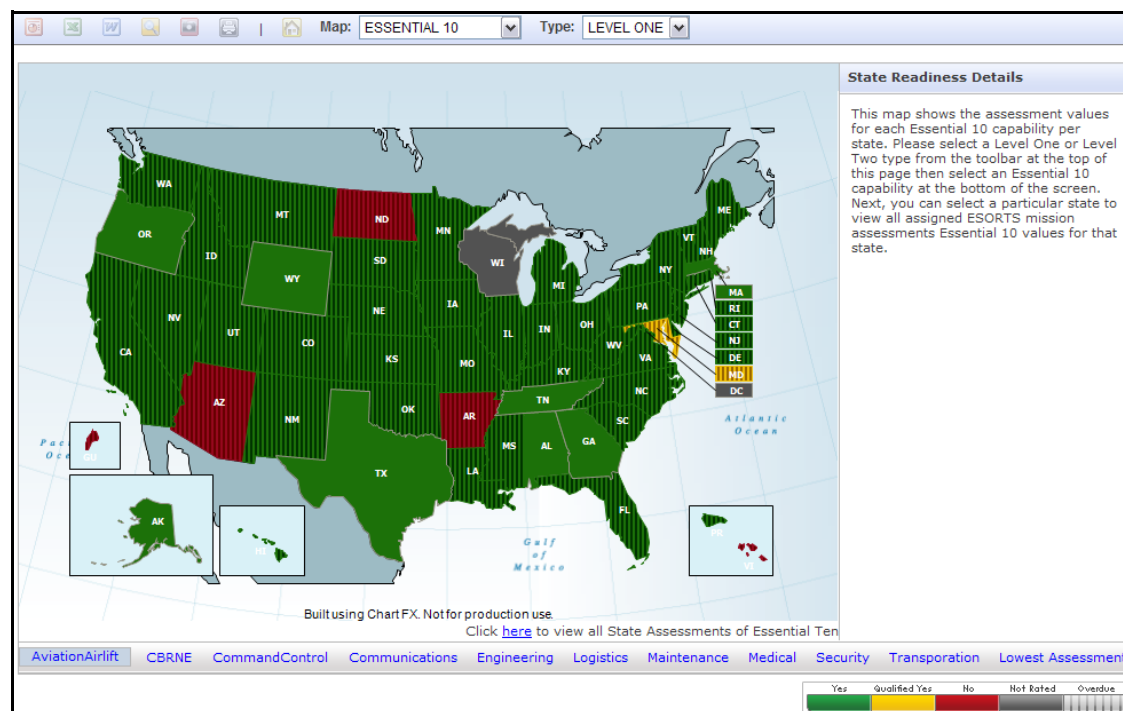 Map: ESSENTIAL 10 Type: LEVEL ONE
State Readiness Details
This map shows the assessment values
for each Essential 10 capability per
state. Please select a Level One or Level
Two type from the toolbar at the top of
this page then select an Essential 10
capability at the bottom of the screen.
Next, you can select a particular state to
view all assigned ESORTS mission
assessments Essential 10 values for that
state.
WA
MT
ND
MN
ME
OR
ID
SD
WI
VT
NH
WY
MI
NY
NE
IA
PA
MA
RI
CT
NJ
DE
MD
DC
NV
UT
CO
IL
IN
OH
WV
VA
CA
KS
MO
KY
NC
AZ
NM
OK
AR
TN
SC
MS
AL
GA
TX
LA
FL
Atlantic
Ocean
Pac
Oce
GU
AK
HI
Gulf
of
Mexico
PR
VI
Built using Chart FX. Not for production use.
Click here to view all State Assessments of Essential Ten
AviationAirlift CBRNE CommandControl Communications Engineering Logistics Maintenance Medical Security Transporation Lowest Assessment
Yes Qualified Yes No Not Rated Overdue